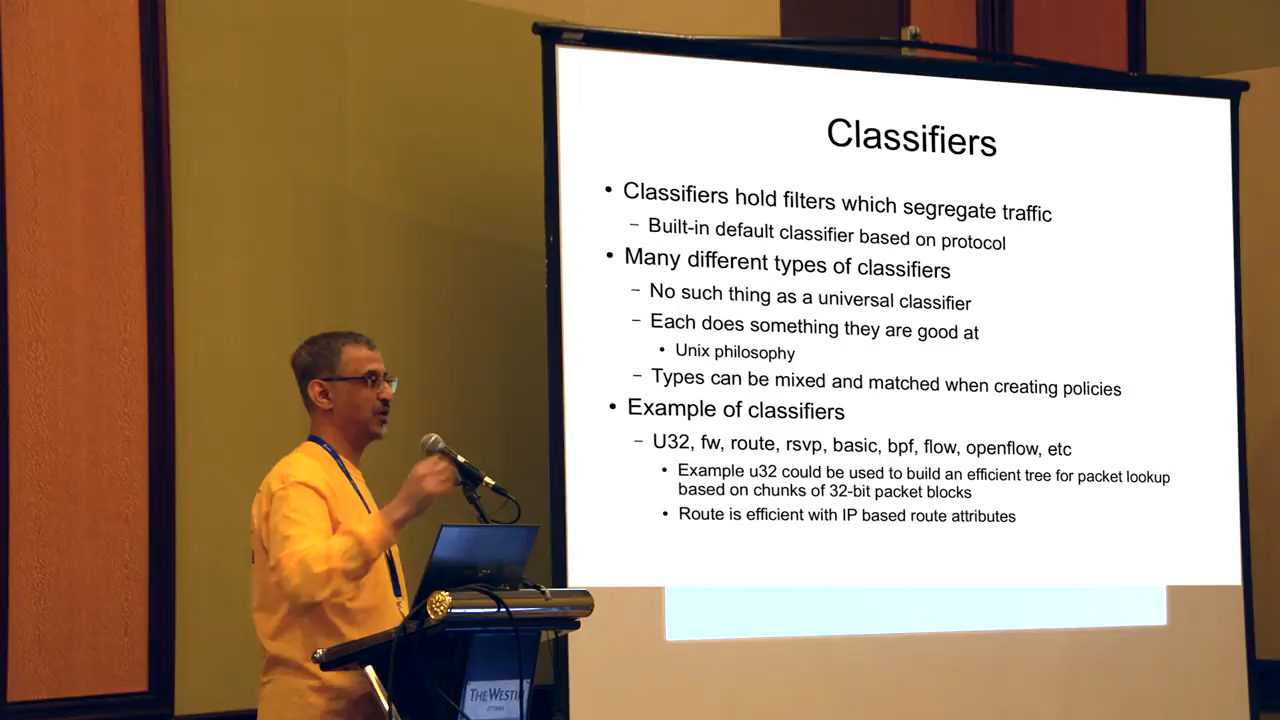 Classifiers
• Classifiers hold filters which segregate traffic
– Built-in default classifier based on protocol
• Many different types of classifiers
– No such thing as a universal classifier
– Each does something they are good at
• Unix philosophy
– Types can be mixed and matched when creating policies
• Example of classifiers
– U32, fw, route, rsvp, basic, bpf, flow, openflow, etc
• Example u32 could be used to build an efficient tree for packet lookup
based on chunks of 32-bit packet blocks
• Route is efficient with IP based route attributes
THE WESTIN
OTTAWA